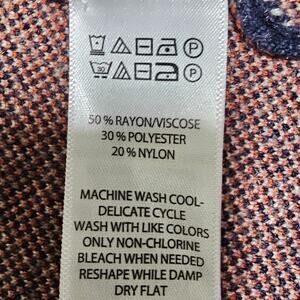 50 % RAYON/VISCOSE
30 % POLYESTER
20 % NYLON
MACHINE WASH COOL-
DELICATE CYCLE
WASH WITH LIKE COLORS
ONLY NON-CHLORINE
BLEACH WHEN NEEDED
RESHAPE WHILE DAMP
DRY FLAT